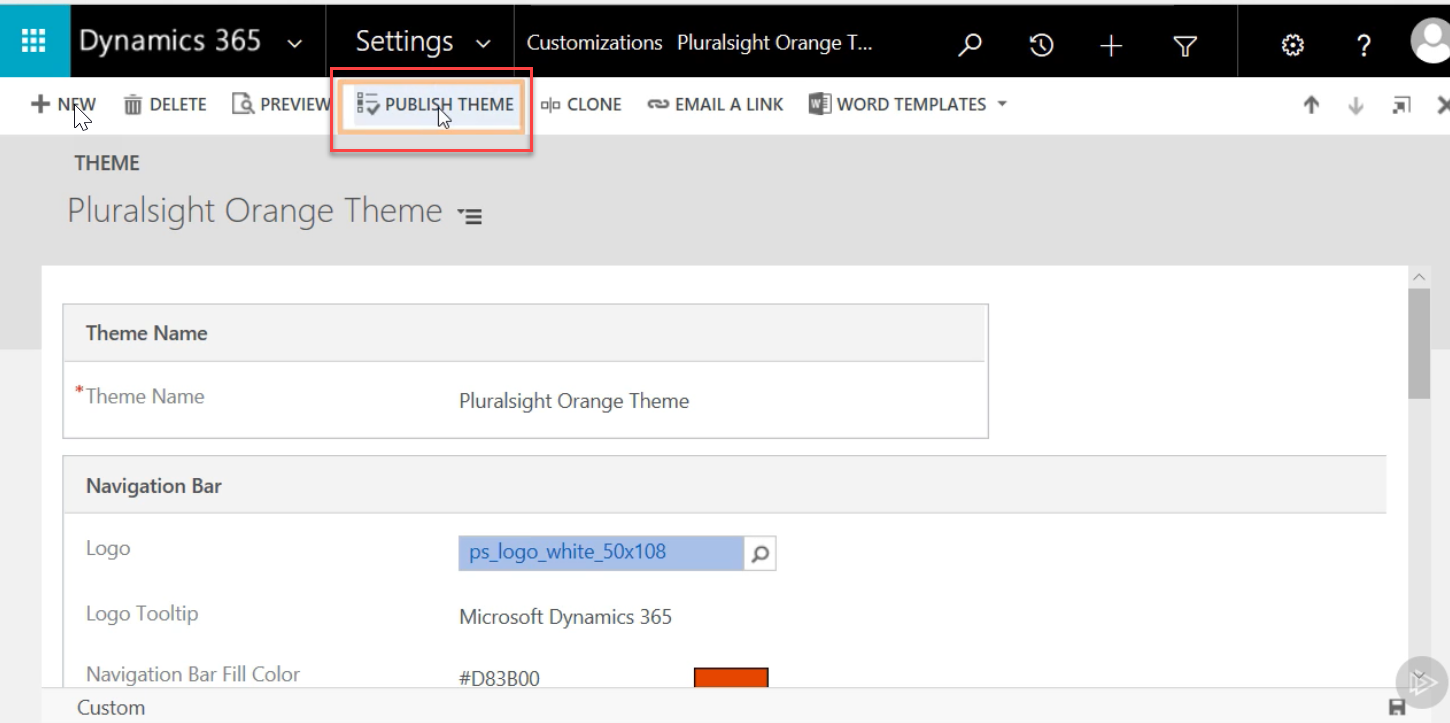 Dynamics 365 Settings Customizations Pluralsight Orange T... ?
NEW DELETE PREVIEW PUBLISH THEME CLONE EMAIL A LINK WORD TEMPLATES
THEME
Pluralsight Orange Theme
Theme Name
*Theme Name Pluralsight Orange Theme
Navigation Bar
Logo ps_logo_white_50x108
Logo Tooltip Microsoft Dynamics 365
Navigation Bar Fill Color #D83B00
Custom